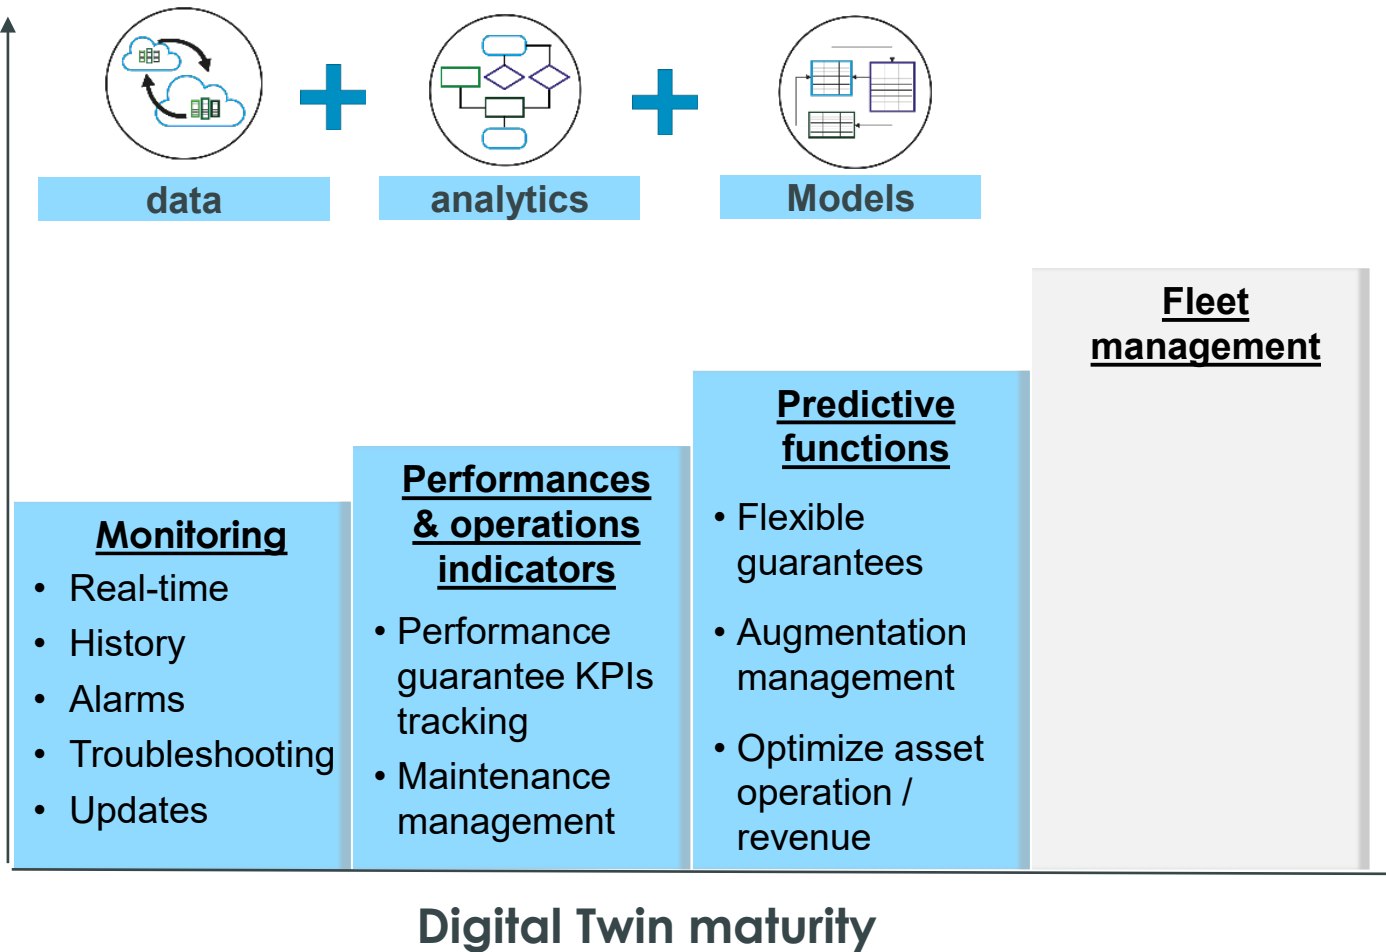 data
analytics
Models
Monitoring
• Real-time
• History
• Alarms
• Troubleshooting
• Updates
Performances
& operations
indicators
• Performance
guarantee KPIs
tracking
• Maintenance
management
Predictive
functions
• Flexible
guarantees
• Augmentation
management
• Optimize asset
operation /
revenue
Fleet
management
Digital Twin maturity